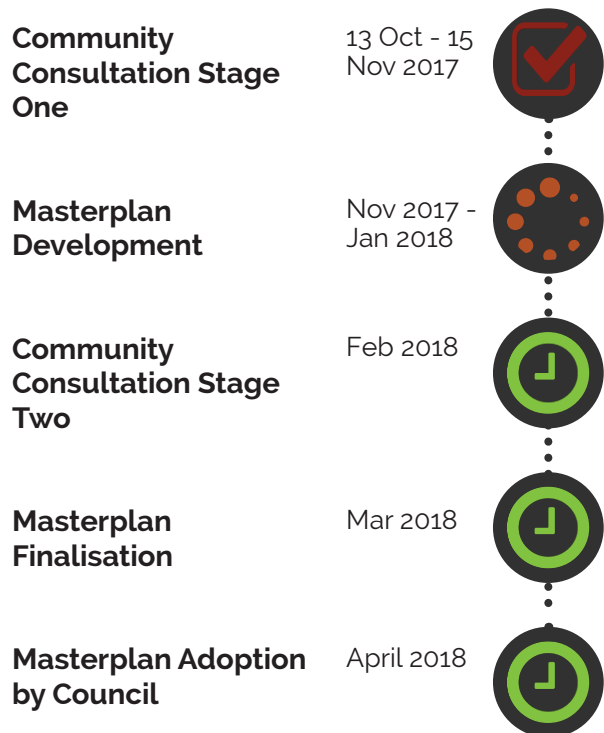 Community
Consultation Stage
One
13 Oct - 15
Nov 2017
Masterplan
Development
Nov 2017 -
Jan 2018
Community
Consultation Stage
Two
Feb 2018
Masterplan
Finalisation
Mar 2018
Masterplan Adoption
by Council
April 2018